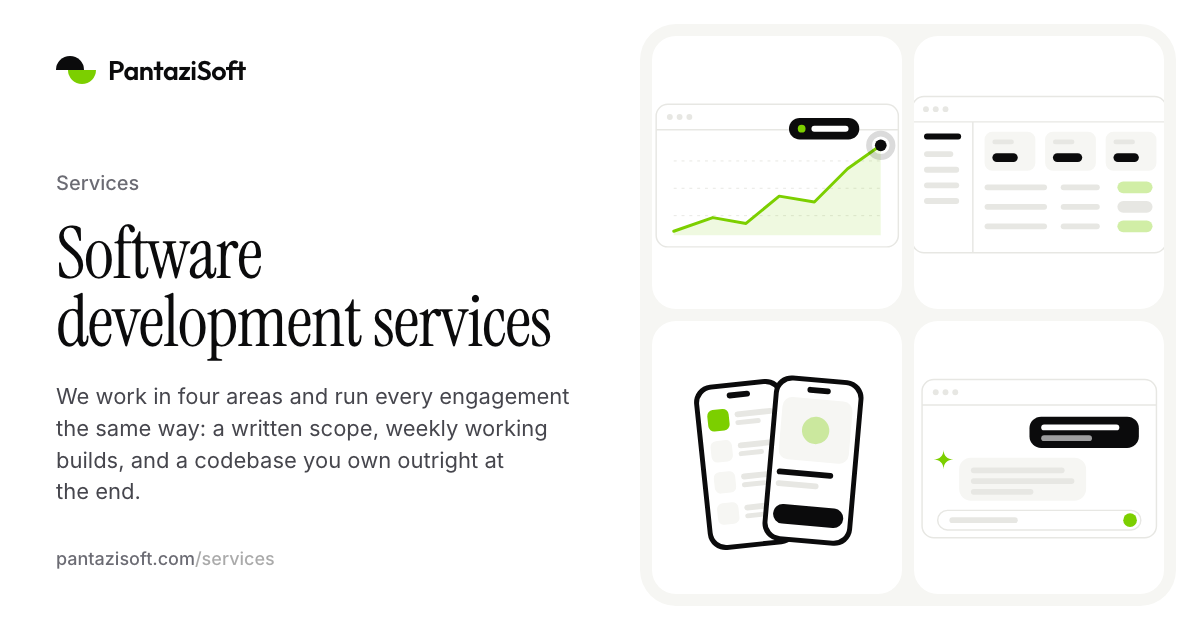 PantaziSoft
Services
Software
development services
We work in four areas and run every engagement
the same way: a written scope, weekly working
builds, and a codebase you own outright at
the end.
pantazisoft.com/services